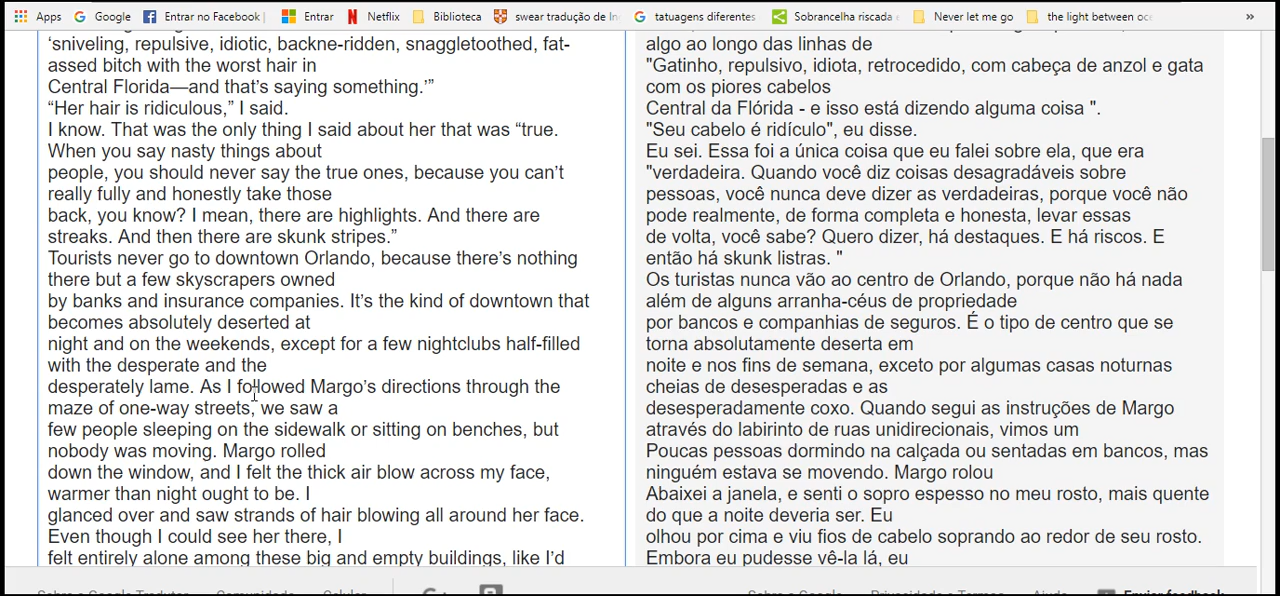 Apps Google Entrar no Facebook Entrar Netflix Biblioteca swear tradução de In tatuagens diferentes Sobrancelha riscada Never let me go the light between oce »
‘sniveling, repulsive, idiotic, backne-ridden, snaggletoothed, fat-
assed bitch with the worst hair in
Central Florida—and that’s saying something.’”
“Her hair is ridiculous,” I said.
I know. That was the only thing I said about her that was “true.
When you say nasty things about
people, you should never say the true ones, because you can’t
really fully and honestly take those
back, you know? I mean, there are highlights. And there are
streaks. And then there are skunk stripes.”
Tourists never go to downtown Orlando, because there’s nothing
there but a few skyscrapers owned
by banks and insurance companies. It’s the kind of downtown that
becomes absolutely deserted at
night and on the weekends, except for a few nightclubs half-filled
with the desperate and the
desperately lame. As I followed Margo’s directions through the
maze of one-way streets, we saw a
few people sleeping on the sidewalk or sitting on benches, but
nobody was moving. Margo rolled
down the window, and I felt the thick air blow across my face,
warmer than night ought to be. I
glanced over and saw strands of hair blowing all around her face.
Even though I could see her there, I
felt entirely alone among these big and empty buildings, like I’d
algo ao longo das linhas de
"Gatinho, repulsivo, idiota, retrocedido, com cabeça de anzol e gata
com os piores cabelos
Central da Flórida - e isso está dizendo alguma coisa ".
"Seu cabelo é ridículo", eu disse.
Eu sei. Essa foi a única coisa que eu falei sobre ela, que era
"verdadeira. Quando você diz coisas desagradáveis sobre
pessoas, você nunca deve dizer as verdadeiras, porque você não
pode realmente, de forma completa e honesta, levar essas
de volta, você sabe? Quero dizer, há destaques. E há riscos. E
então há skunk listras. "
Os turistas nunca vão ao centro de Orlando, porque não há nada
além de alguns arranha-céus de propriedade
por bancos e companhias de seguros. É o tipo de centro que se
torna absolutamente deserta em
noite e nos fins de semana, exceto por algumas casas noturnas
cheias de desesperadas e as
desesperadamente coxo. Quando segui as instruções de Margo
através do labirinto de ruas unidirecionais, vimos um
Poucas pessoas dormindo na calçada ou sentadas em bancos, mas
ninguém estava se movendo. Margo rolou
Abaixei a janela, e senti o sopro espesso no meu rosto, mais quente
do que a noite deveria ser. Eu
olhou por cima e viu fios de cabelo soprando ao redor de seu rosto.
Embora eu pudesse vê-la lá, eu